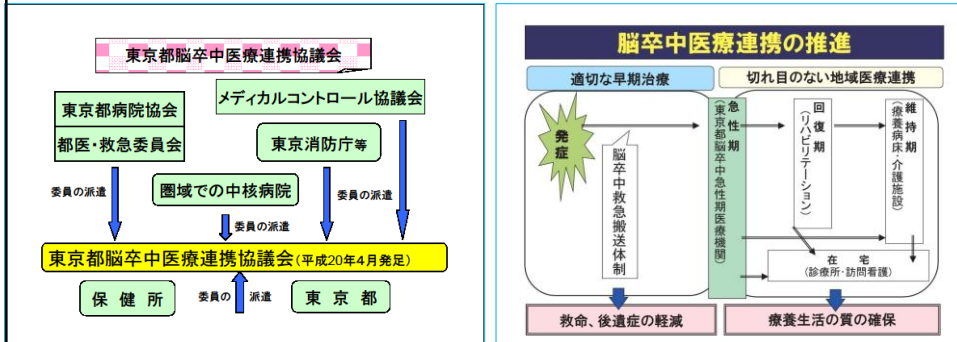 東京都脳卒中医療連携協議会
東京都病院協会
都医・救急委員会
メディカルコントロール協議会
東京消防庁等
圏域での中核病院
委員の派遣
委員の派遣
委員の派遣
東京都脳卒中医療連携協議会(平成20年4月発足)
保健所
委員の 派遣
東京都
脳卒中医療連携の推進
適切な早期治療
切れ目のない地域医療連携
発症
脳卒中救急搬送体制
急性期
(東京都脳卒中急性期医療機関)
回復期
(リハビリテーション)
維持期
(療養病床・介護施設)
在宅
(診療所・訪問看護)
救命、後遺症の軽減
療養生活の質の確保